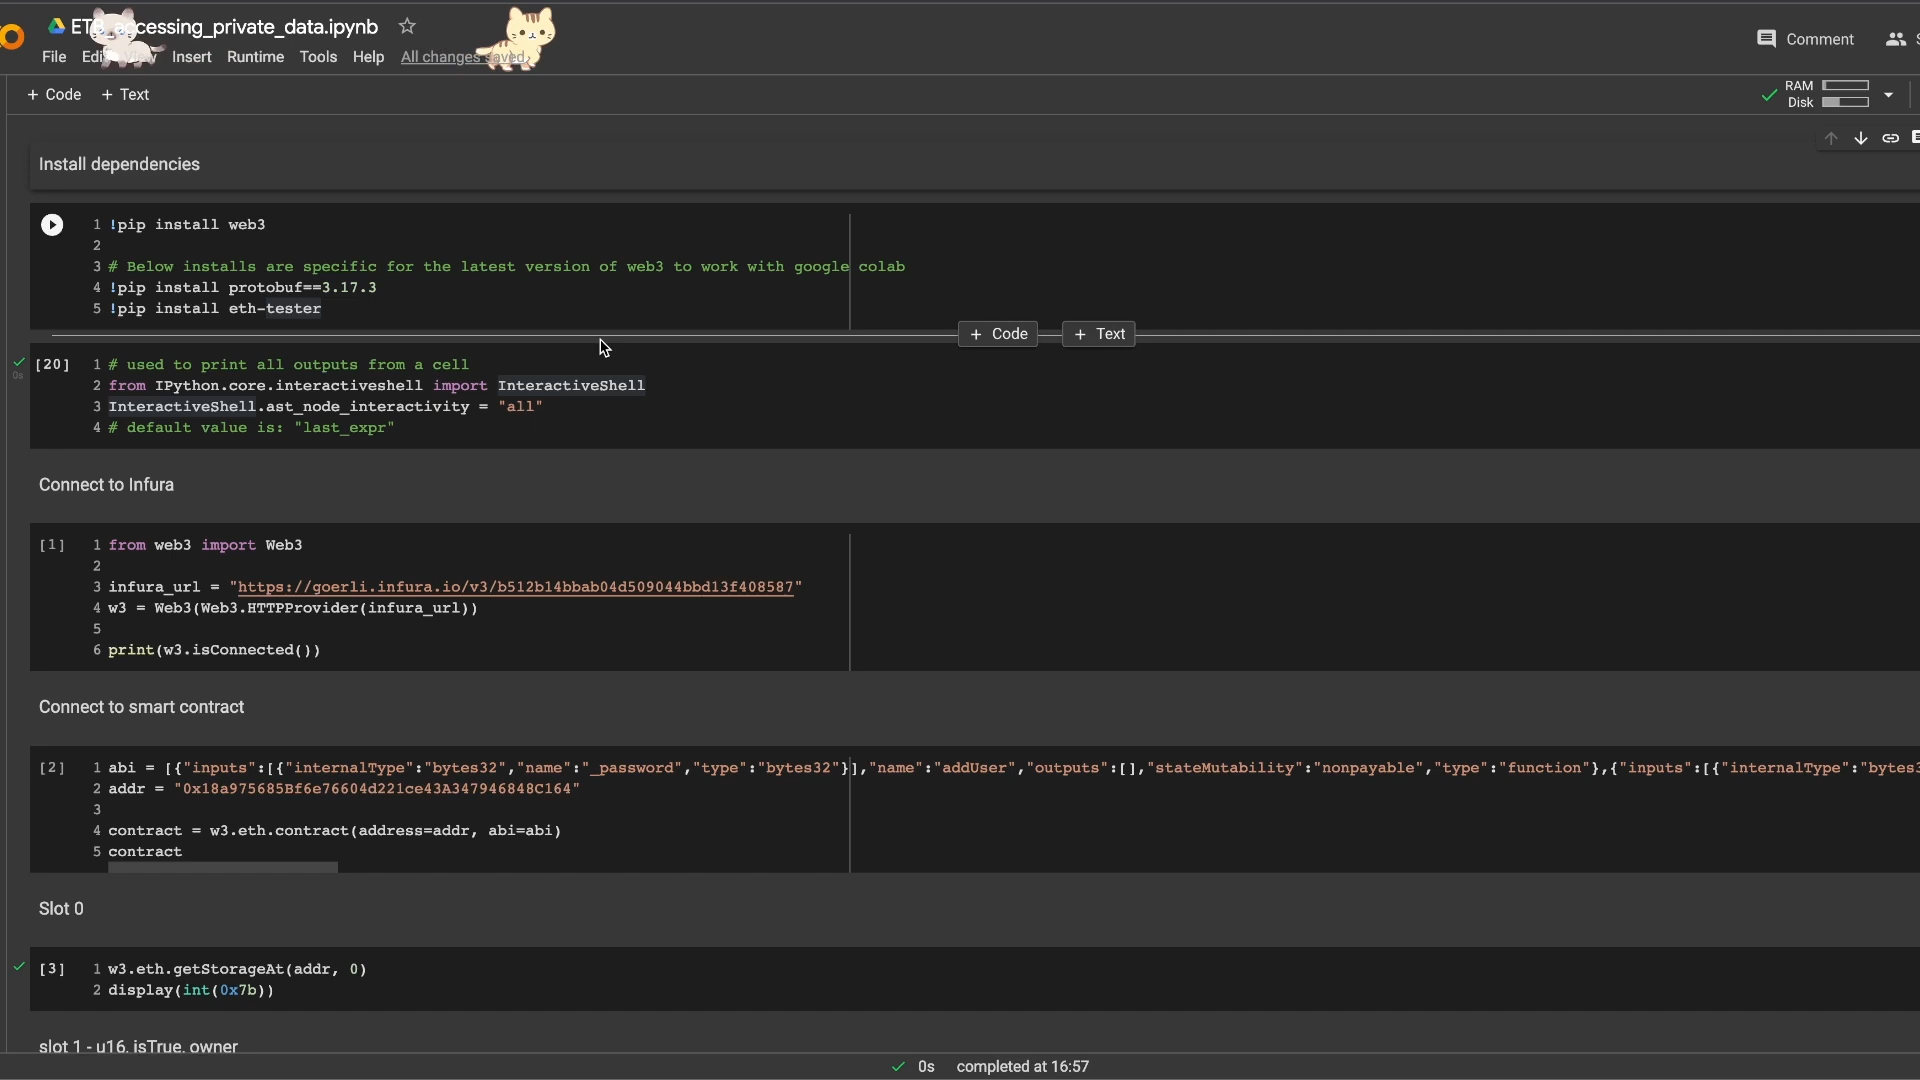 ETB_accessing_private_data.ipynb
File Edit View Insert Runtime Tools Help All changes saved
Comment
+ Code + Text
RAM
Disk
Install dependencies
1 !pip install web3
2
3 # Below installs are specific for the latest version of web3 to work with google colab
4 !pip install protobuf==3.17.3
5 !pip install eth-tester
+ Code + Text
[20] 1 # used to print all outputs from a cell
0s 2 from IPython.core.interactiveshell import InteractiveShell
3 InteractiveShell.ast_node_interactivity = "all"
4 # default value is: "last_expr"
Connect to Infura
[1] 1 from web3 import Web3
2
3 infura_url = "https://goerli.infura.io/v3/b512b14bbab04d509044bbd13f408587"
4 w3 = Web3(Web3.HTTPProvider(infura_url))
5
6 print(w3.isConnected())
Connect to smart contract
[2] 1 abi = [{"inputs":[{"internalType":"bytes32","name":"_password","type":"bytes32"}],"name":"addUser","outputs":[],"stateMutability":"nonpayable","type":"function"},{"inputs":[{"internalType":"bytes3
2 addr = "0x18a975685Bf6e76604d221ce43A347946848C164"
3
4 contract = w3.eth.contract(address=addr, abi=abi)
5 contract
Slot 0
[3] 1 w3.eth.getStorageAt(addr, 0)
2 display(int(0x7b))
slot 1 - u16, isTrue, owner
0s completed at 16:57